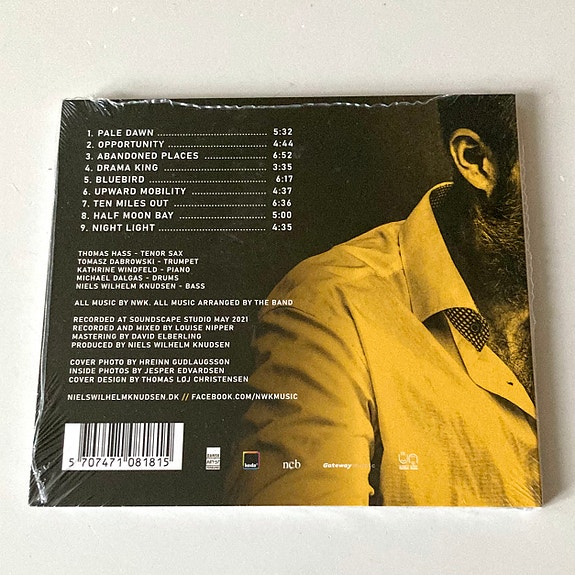 1. PALE DAWN ........................ 5:32
2. OPPORTUNITY ..................... 4:44
3. ABANDONED PLACES ............ 6:52
4. DRAMA KING ...................... 3:35
5. BLUEBIRD ........................... 6:17
6. UPWARD MOBILITY ............... 4:37
7. TEN MILES OUT ................... 6:36
8. HALF MOON BAY .................. 5:00
9. NIGHT LIGHT ....................... 4:35
THOMAS HASS - TENOR SAX
TOMASZ DABROWSKI - TRUMPET
KATHRINE WINDFELD - PIANO
MICHAEL DALGAS - DRUMS
NIELS WILHELM KNUDSEN - BASS
ALL MUSIC BY NWK. ALL MUSIC ARRANGED BY THE BAND
RECORDED AT SOUNDSCAPE STUDIO MAY 2021
RECORDED AND MIXED BY LOUISE NIPPER
MASTERING BY DAVID ELBERLING
PRODUCED BY NIELS WILHELM KNUDSEN
COVER PHOTO BY HREINN GUDLAUGSSON
INSIDE PHOTOS BY JESPER EDVARDSEN
COVER DESIGN BY THOMAS LØJ CHRISTENSEN
NIELSWILHELMKNUDSEN.DK // FACEBOOK.COM/NWKMUSIC
5 707471 081815
koda
ncb
Gateway Music